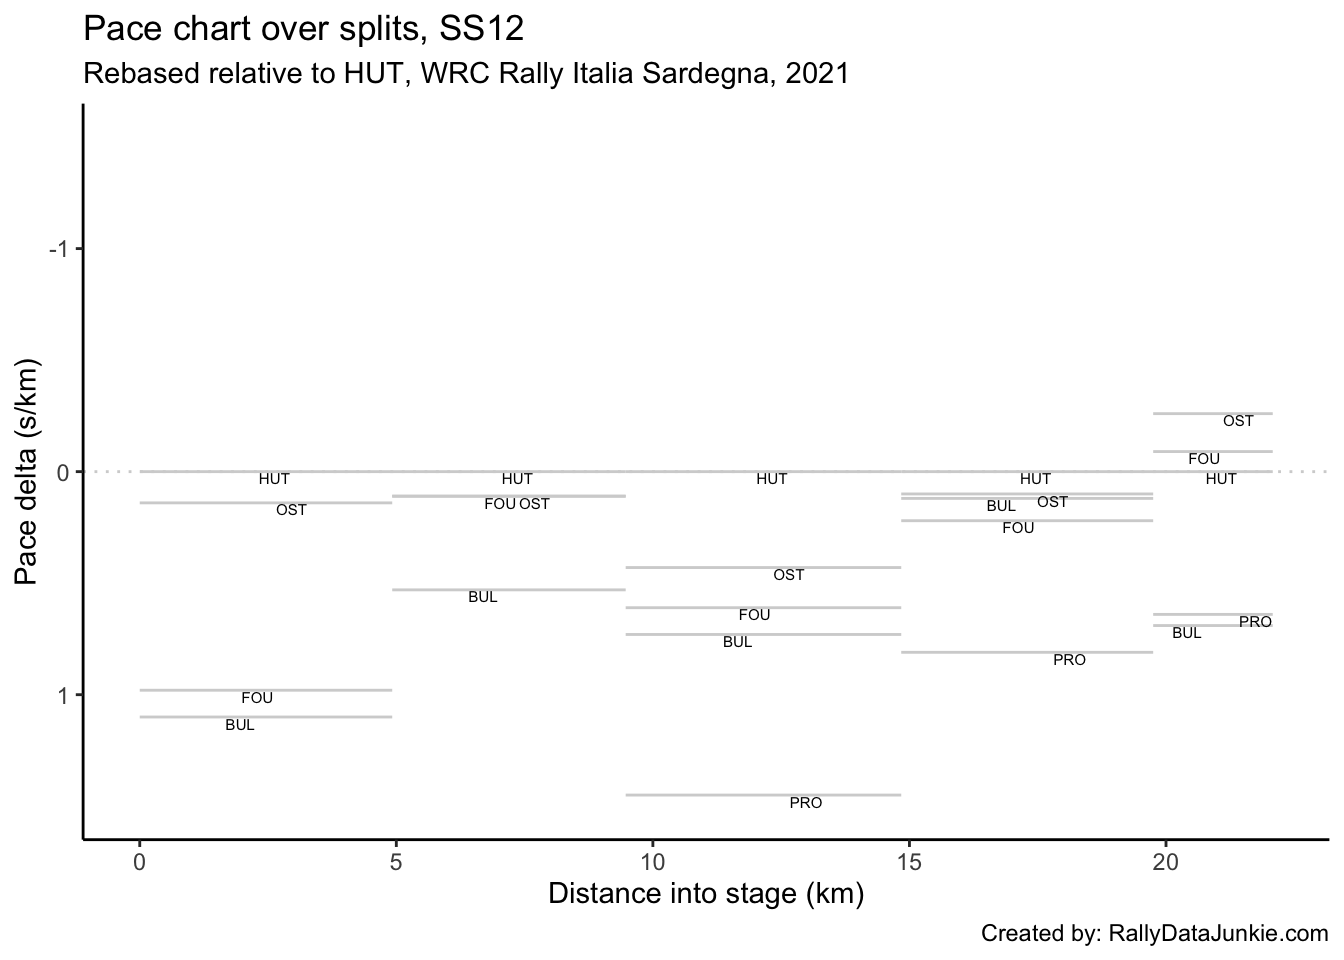 Pace chart over splits, SS12
Rebased relative to HUT, WRC Rally Italia Sardegna, 2021
Pace delta (s/km)
-1
0
1
OST
FOU
HUT HUT HUT HUT HUT
OST
FOU OST
BUL OST
FOU
OST
BUL
FOU
BUL
PRO
BUL
PRO
FOU
BUL
PRO
0 5 10 15 20
Distance into stage (km)
Created by: RallyDataJunkie.com